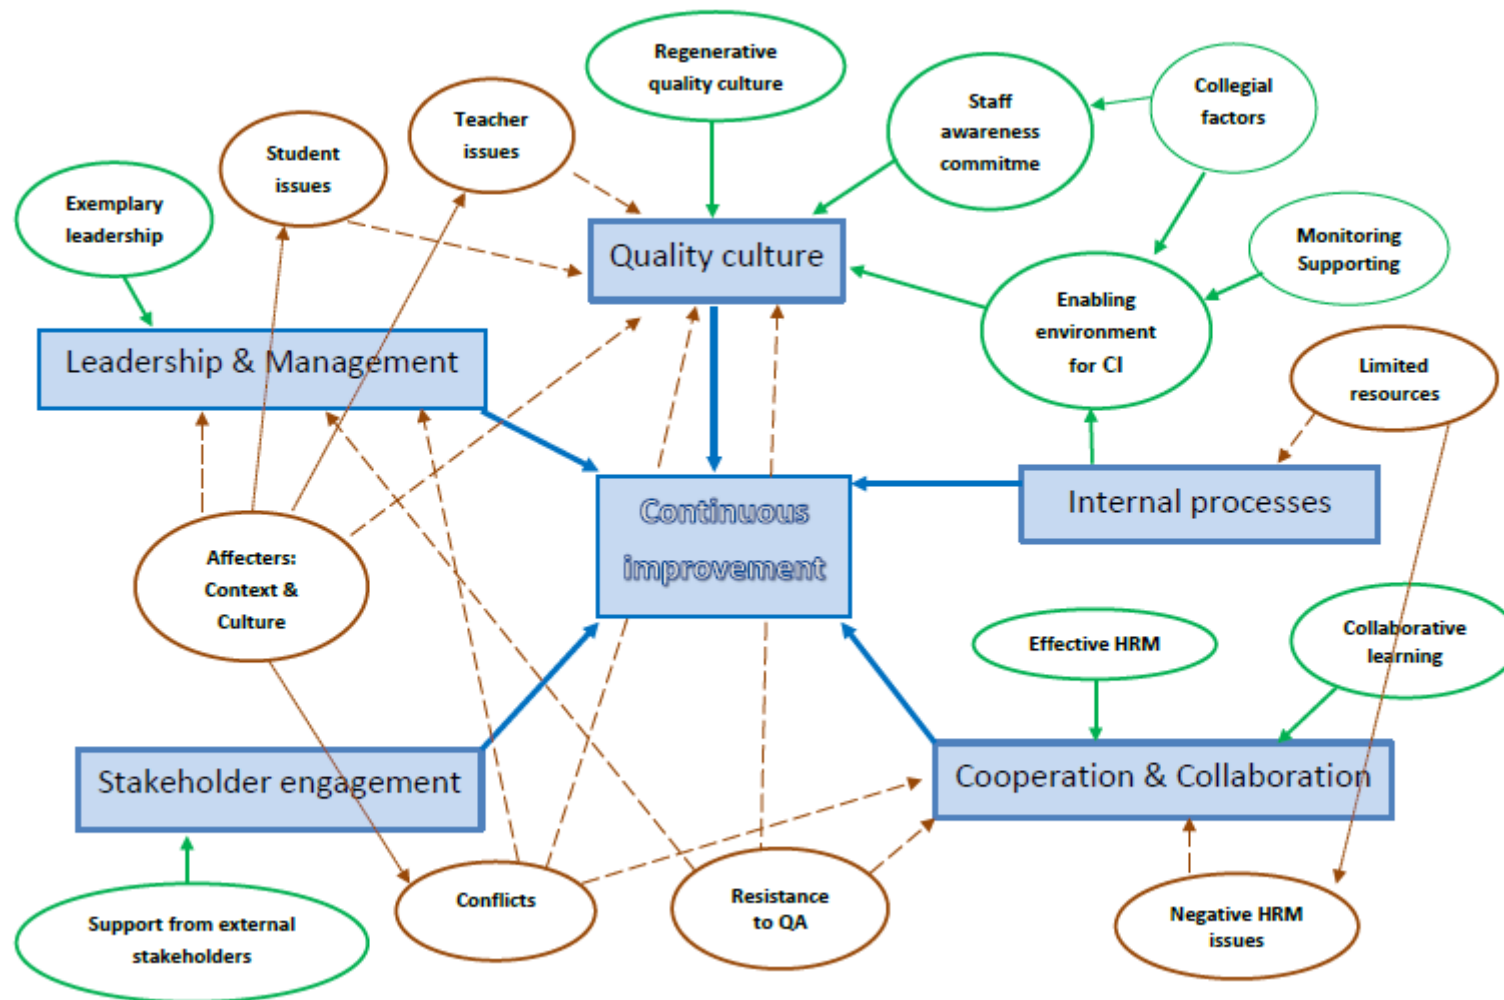 Regenerative
quality culture
Staff
awareness
commitme
Collegial
factors
Teacher
issues
Student
issues
Exemplary
leadership
Quality culture
Monitoring
Supporting
Enabling
environment
for CI
Leadership & Management
Limited
resources
Continuous
improvement
Internal processes
Affecters:
Context &
Culture
Effective HRM
Collaborative
learning
Stakeholder engagement
Cooperation & Collaboration
Conflicts
Resistance
to QA
Negative HRM
issues
Support from external
stakeholders